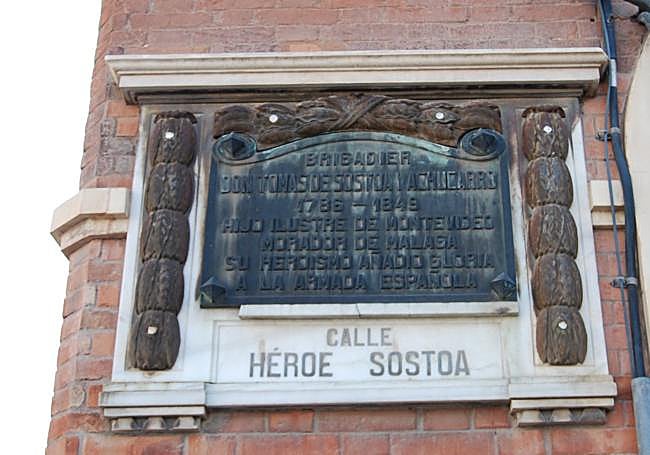 BRIGADIER
DON TOMAS DE SOSTOA Y ACHUCARRO
1786 - 1849
HIJO ILUSTRE DE MONTEVIDEO
MORADOR DE MALAGA
SU HEROISMO AÑADIO GLORIA
A LA ARMADA ESPAÑOLA
CALLE
HÉROE SOSTOA